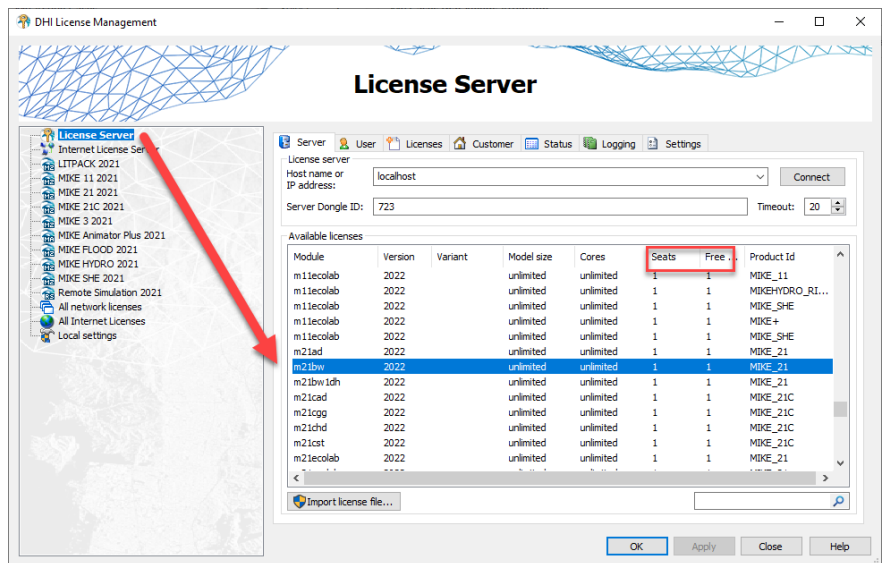 DHI License Management
License Server
License Server
Internet License Server
LITPACK 2021
MIKE 11 2021
MIKE 21 2021
MIKE 21C 2021
MIKE 3 2021
MIKE Animator Plus 2021
MIKE FLOOD 2021
MIKE HYDRO 2021
MIKE SHE 2021
Remote Simulation 2021
All network licenses
All Internet Licenses
Local settings
Server User Licenses Customer Status Logging Settings
License server
Host name or IP address: localhost Connect
Server Dongle ID: 723 Timeout: 20
Available licenses
Module Version Variant Model size Cores Seats Free ... Product Id
m11ecolab 2022 unlimited unlimited 1 1 MIKE_11
m11ecolab 2022 unlimited unlimited 1 1 MIKEHYDRO_RI...
m11ecolab 2022 unlimited unlimited 1 1 MIKE_SHE
m11ecolab 2022 unlimited unlimited 1 1 MIKE+
m11ecolab 2022 unlimited unlimited 1 1 MIKE_SHE
m21ad 2022 unlimited unlimited 1 1 MIKE_21
m21bw 2022 unlimited unlimited 1 1 MIKE_21
m21bw1dh 2022 unlimited unlimited 1 1 MIKE_21
m21cad 2022 unlimited unlimited 1 1 MIKE_21C
m21cgg 2022 unlimited unlimited 1 1 MIKE_21C
m21chd 2022 unlimited unlimited 1 1 MIKE_21C
m21cst 2022 unlimited unlimited 1 1 MIKE_21C
m21ecolab 2022 unlimited unlimited 1 1 MIKE_21
Import license file...
OK Apply Close Help